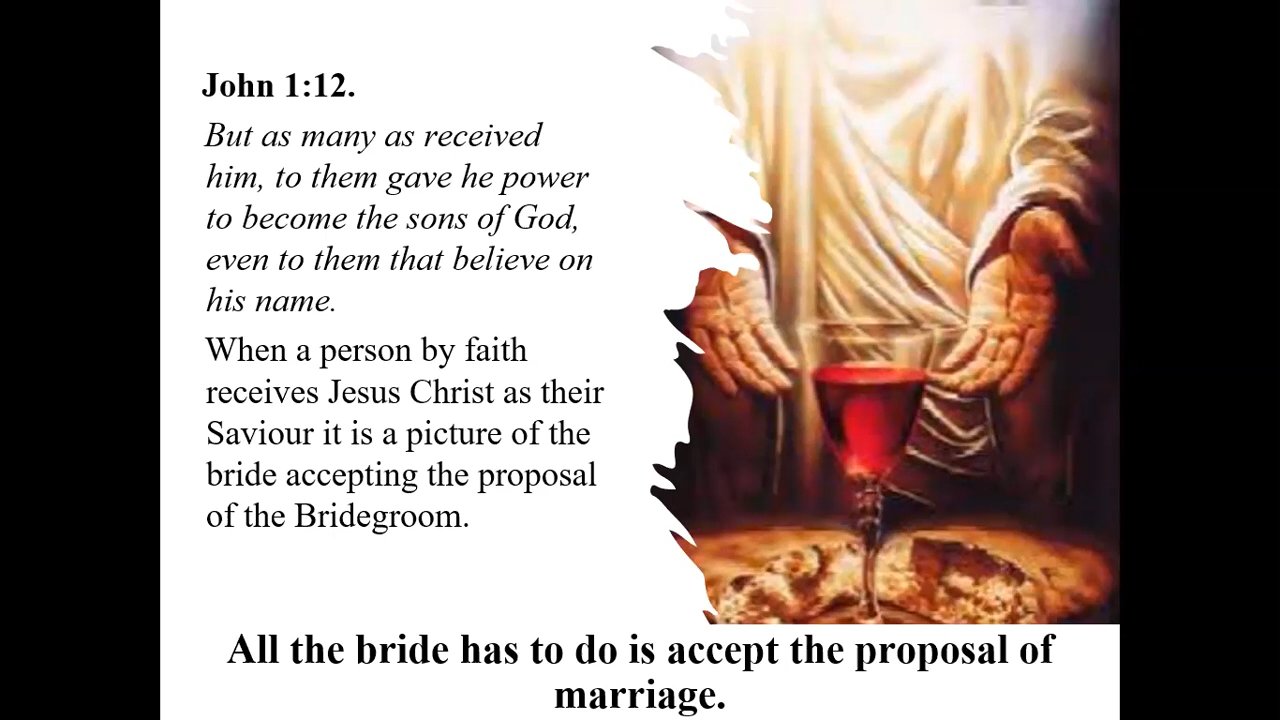 John 1:12.
But as many as received
him, to them gave he power
to become the sons of God,
even to them that believe on
his name.
When a person by faith
receives Jesus Christ as their
Saviour it is a picture of the
bride accepting the proposal
of the Bridegroom.
All the bride has to do is accept the proposal of
marriage.